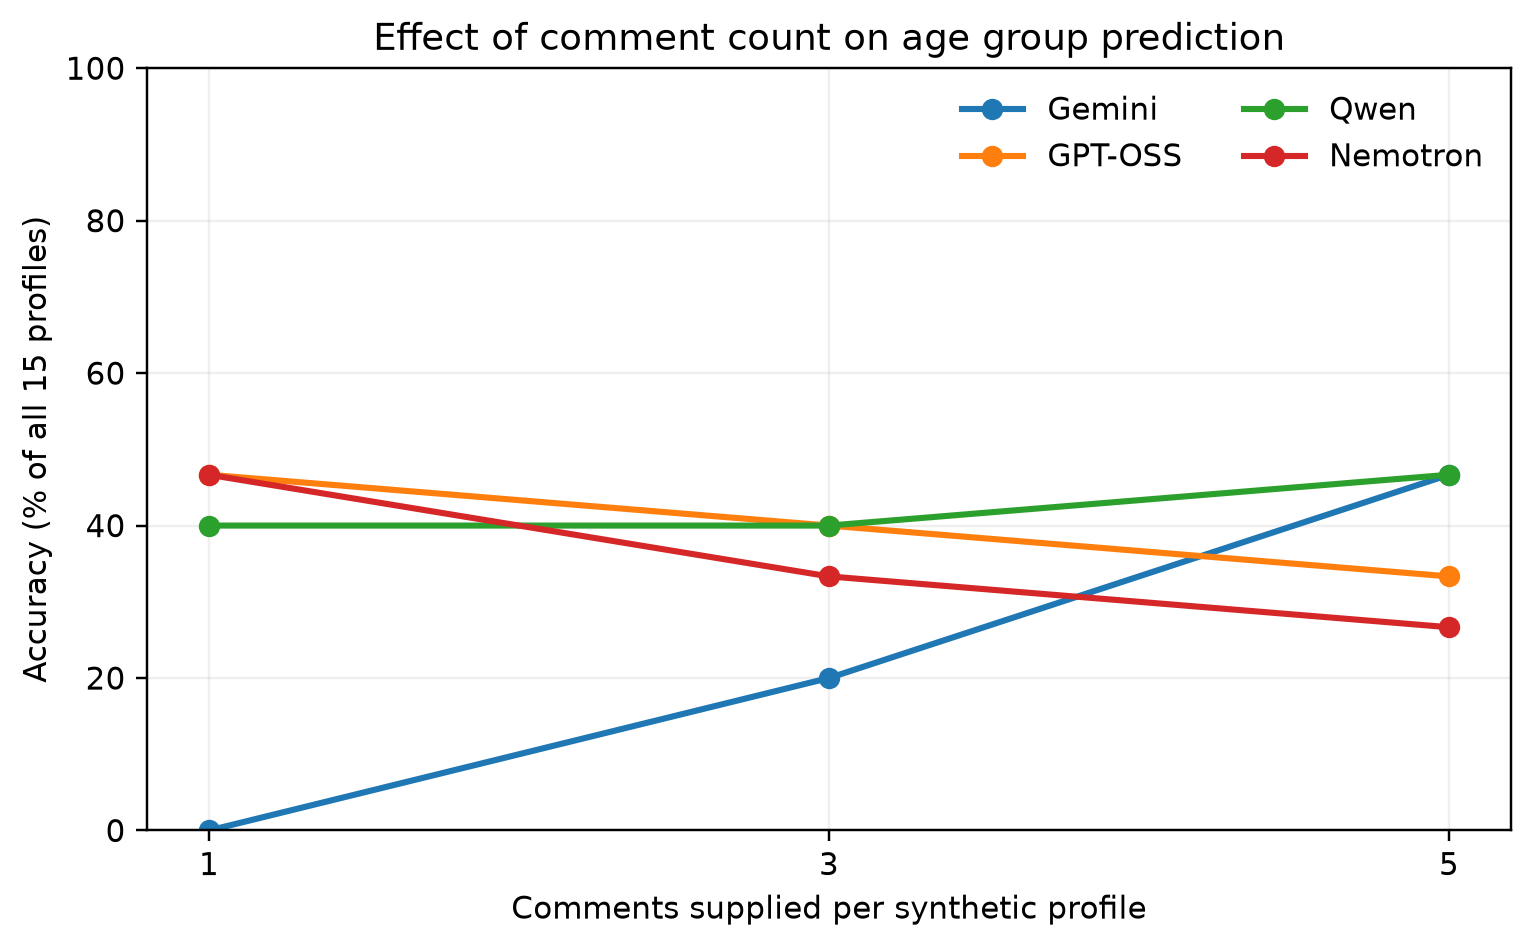 Effect of comment count on age group prediction
Accuracy (% of all 15 profiles)
100
80
60
40
20
0
Gemini
GPT-OSS
Qwen
Nemotron
1 3 5
Comments supplied per synthetic profile